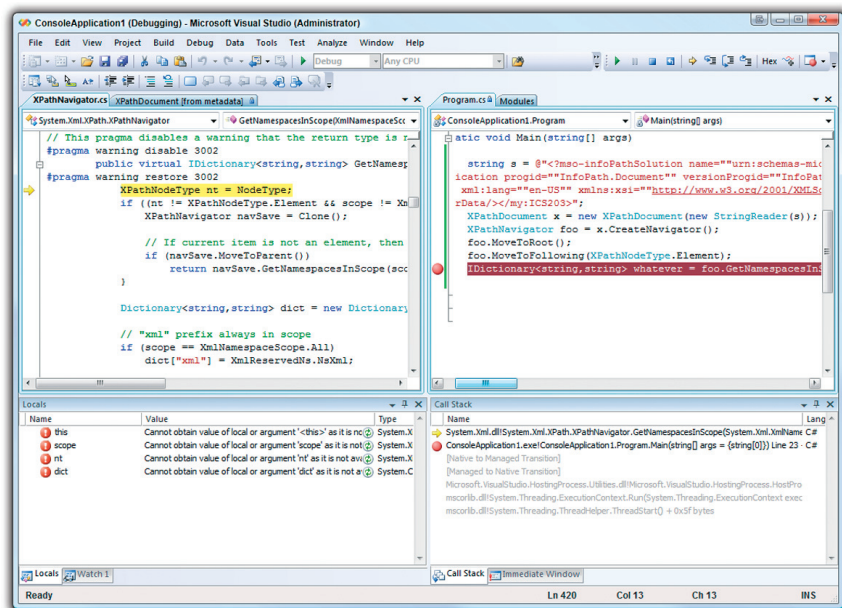 ConsoleApplication1 (Debugging) - Microsoft Visual Studio (Administrator)
File Edit View Project Build Debug Data Tools Test Analyze Window Help
Debug Any CPU Hex
XPathNavigator.cs XPathDocument [from metadata]
System.Xml.XPath.XPathNavigator GetNamespacesInScope(XmlNamespaceSc
// This pragma disables a warning that the return type is
#pragma warning disable 3002
public virtual IDictionary<string,string> GetNamesp
#pragma warning restore 3002
XPathNodeType nt = NodeType;
if ((nt != XPathNodeType.Element && scope != Xm
XPathNavigator navSave = Clone();
// If current item is not an element, then
if (navSave.MoveToParent())
return navSave.GetNamespacesInScope(sco
}
Dictionary<string,string> dict = new Dictionary
// "xml" prefix always in scope
if (scope == XmlNamespaceScope.All)
dict["xml"] = XmlReservedNs.NsXml;
Program.cs Modules
ConsoleApplication1.Program Main(string[] args)
atic void Main(string[] args)
string s = @"<?mso-infoPathSolution name=""urn:schemas-mic
ication progid=""InfoPath.Document"" versionProgid=""InfoPat
xml:lang=""en-US"" xmlns:xsi=""http://www.w3.org/2001/XMLSc
rData/></my:ICS203>";
XPathDocument x = new XPathDocument(new StringReader(s));
XPathNavigator foo = x.CreateNavigator();
foo.MoveToRoot();
foo.MoveToFollowing(XPathNodeType.Element);
IDictionary<string,string> whatever = foo.GetNamespacesInS
Locals
Name Value Type
this Cannot obtain value of local or argument '<this>' as it is no System.X
scope Cannot obtain value of local or argument 'scope' as it is not System.X
nt Cannot obtain value of local or argument 'nt' as it is not ava System.X
dict Cannot obtain value of local or argument 'dict' as it is not a System.C
Locals Watch 1
Call Stack
Name Lang
System.Xml.dll!System.Xml.XPath.XPathNavigator.GetNamespacesInScope(System.Xml.XmlName C#
ConsoleApplication1.exe!ConsoleApplication1.Program.Main(string[] args = {string[0]}) Line 23 C#
[Native to Managed Transition]
[Managed to Native Transition]
Microsoft.VisualStudio.HostingProcess.Utilities.dll!Microsoft.VisualStudio.HostingProcess.HostPro
mscorlib.dll!System.Threading.ExecutionContext.Run(System.Threading.ExecutionContext exec
mscorlib.dll!System.Threading.ThreadHelper.ThreadStart() + 0x5f bytes
Call Stack Immediate Window
Ready Ln 420 Col 13 Ch 13 INS